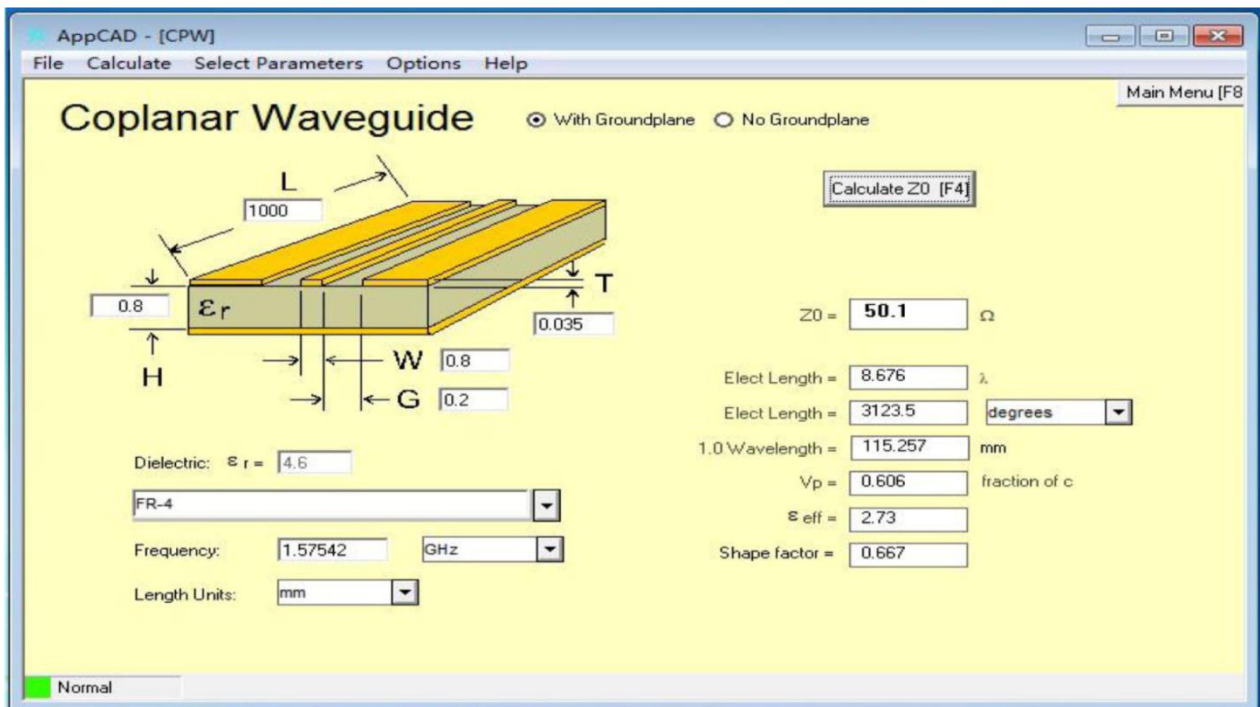 AppCAD - [CPW]
File Calculate Select Parameters Options Help
Main Menu [F8
Coplanar Waveguide
With Groundplane No Groundplane
L
1000
Calculate Z0 [F4]
T
0.8
εr
0.035
H
W 0.8
G 0.2
Z0 = 50.1 Ω
Elect Length = 8.676 λ
Elect Length = 3123.5 degrees
1.0 Wavelength = 115.257 mm
Vp = 0.606 fraction of c
ε eff = 2.73
Shape factor = 0.667
Dielectric: ε r = 4.6
FR-4
Frequency: 1.57542 GHz
Length Units: mm
Normal